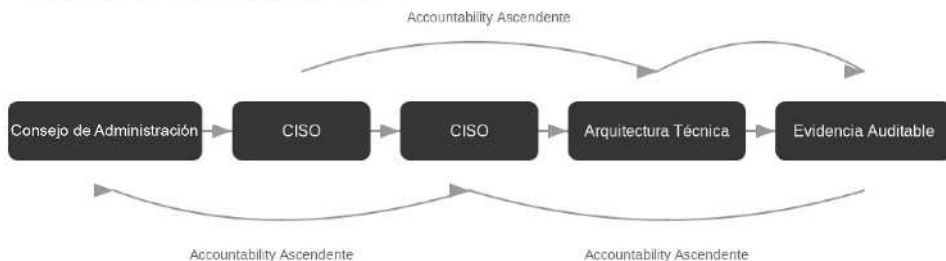 Accountability Ascendente
Consejo de Administración
CISO
CISO
Arquitectura Técnica
Evidencia Auditable
Accountability Ascendente
Accountability Ascendente